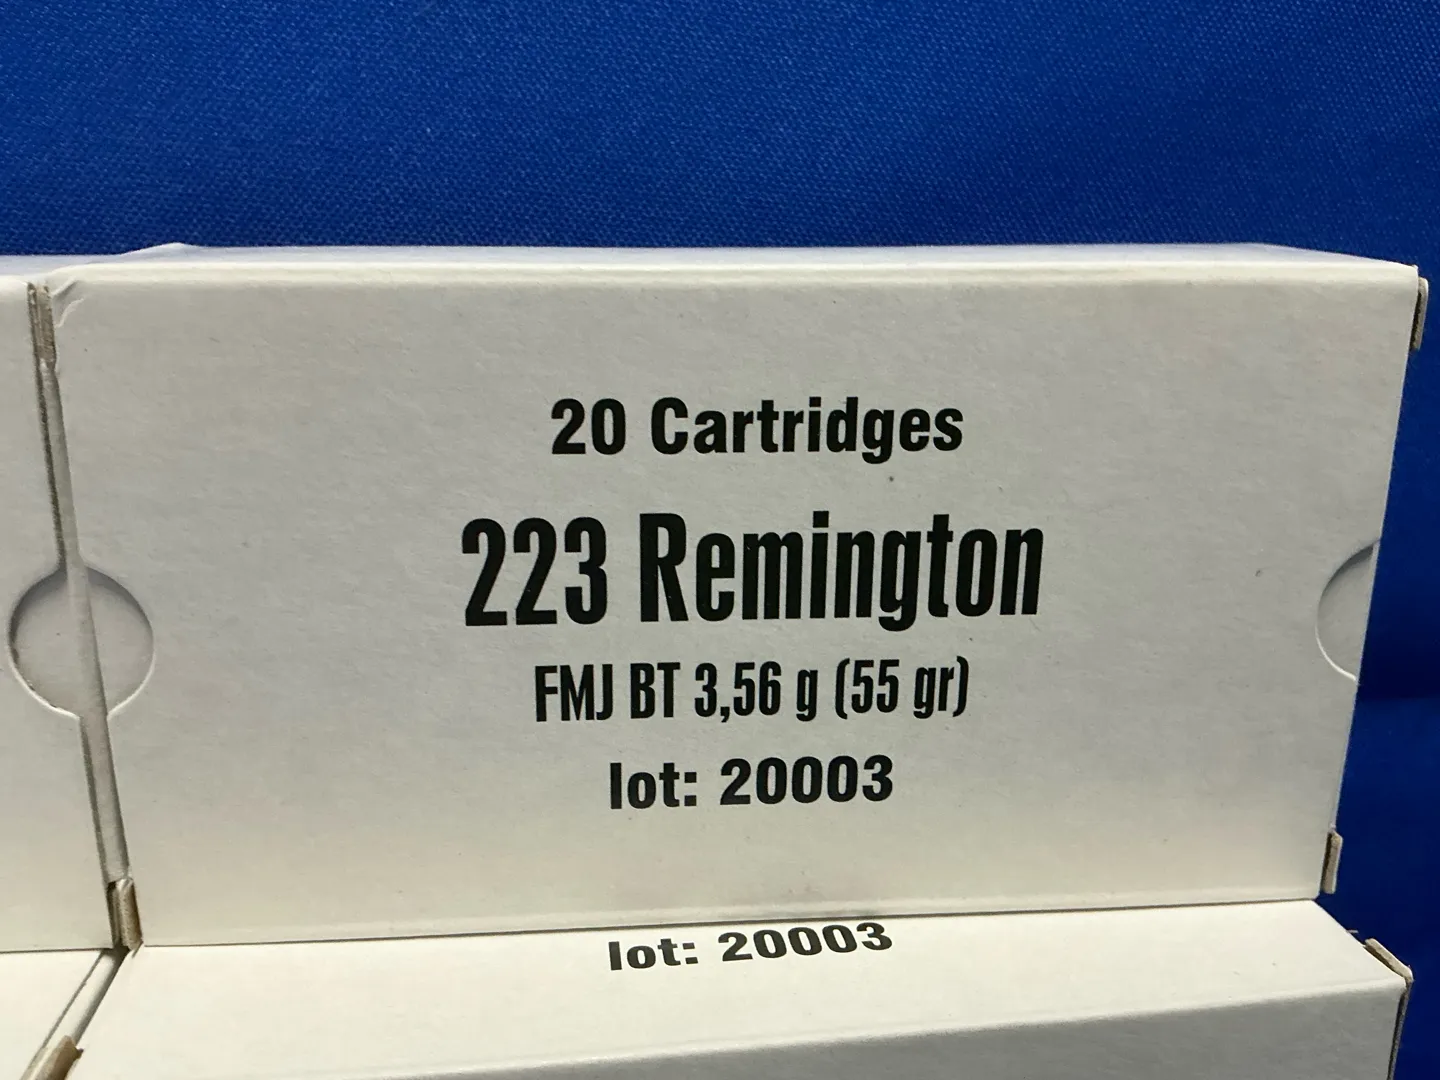 20 Cartridges
223 Remington
FMJ BT 3,56 g (55 gr)
lot: 20003
lot: 20003